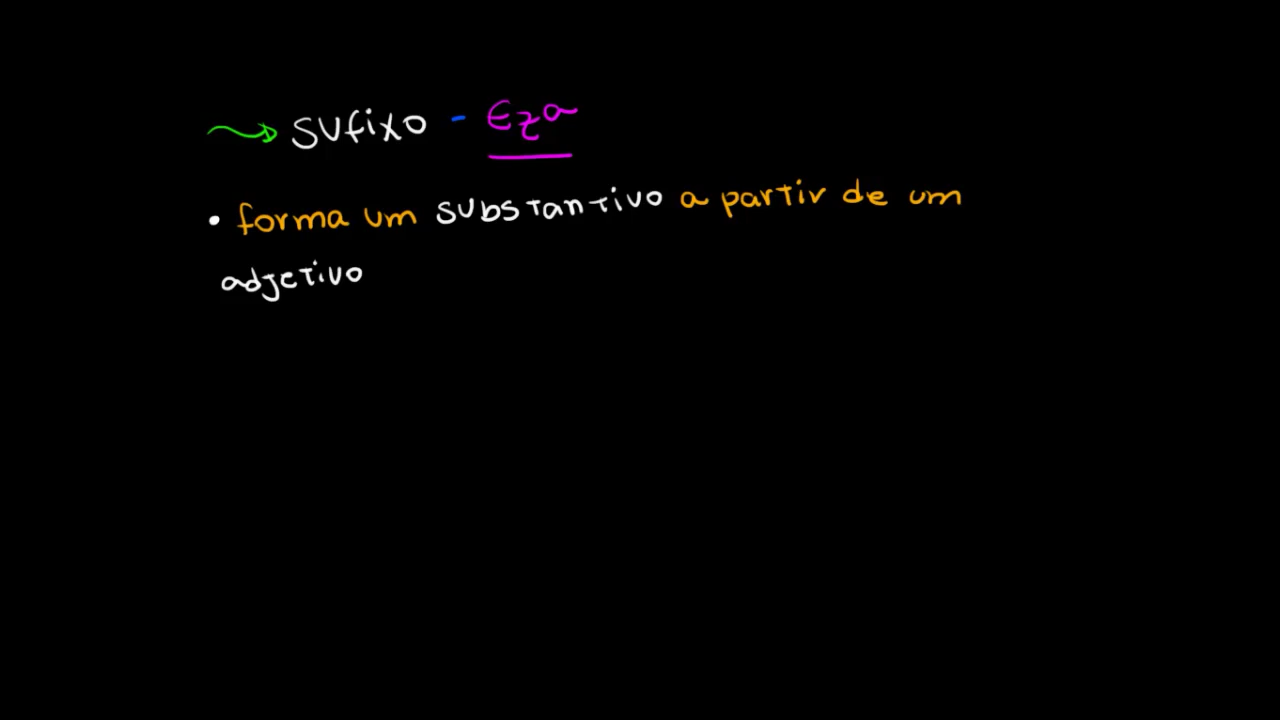 sufixo - Eza
• forma um substantivo a partir de um
adjetivo